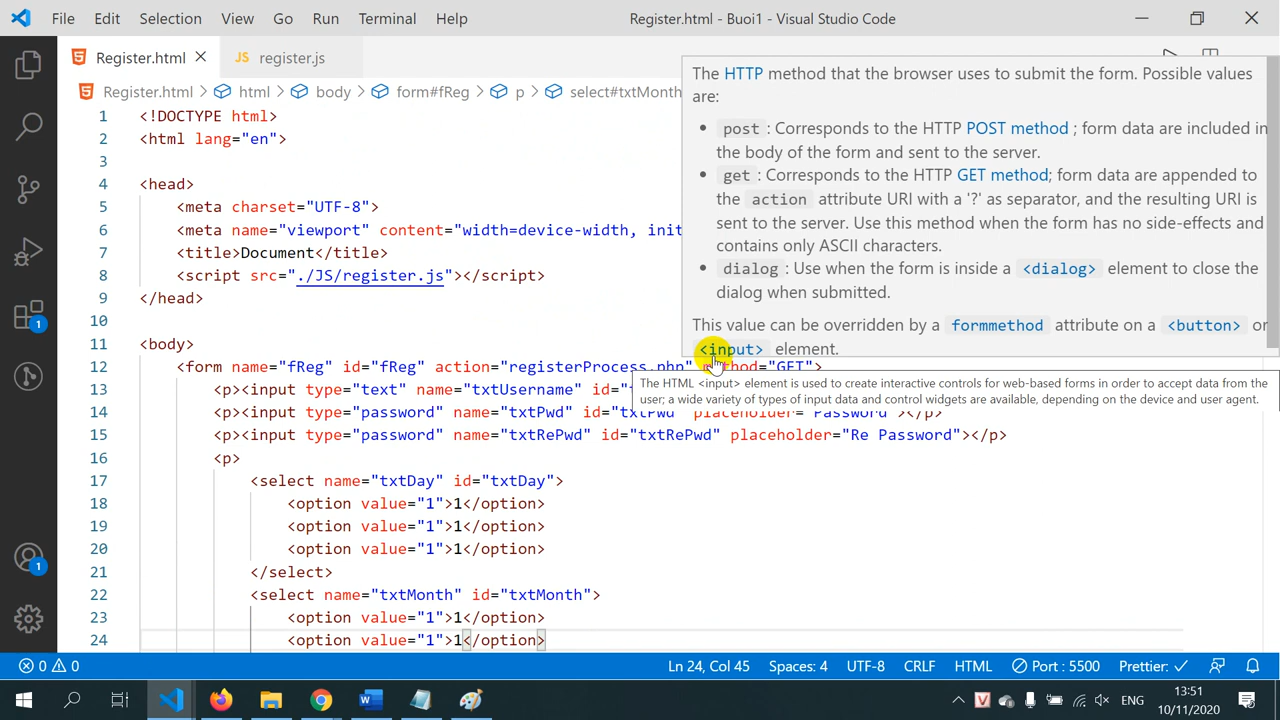 File Edit Selection View Go Run Terminal Help Register.html - Buoi1 - Visual Studio Code
Register.html JS register.js
Register.html > html > body > form#fReg > p > select#txtMonth
The HTTP method that the browser uses to submit the form. Possible values
are:
• post : Corresponds to the HTTP POST method ; form data are included in
the body of the form and sent to the server.
• get : Corresponds to the HTTP GET method; form data are appended to
the action attribute URI with a '?' as separator, and the resulting URI is
sent to the server. Use this method when the form has no side-effects and
contains only ASCII characters.
• dialog : Use when the form is inside a <dialog> element to close the
dialog when submitted.
This value can be overridden by a formmethod attribute on a <button> or
<input> element.
The HTML <input> element is used to create interactive controls for web-based forms in order to accept data from the
user; a wide variety of types of input data and control widgets are available, depending on the device and user agent.
1 <!DOCTYPE html>
2 <html lang="en">
3
4 <head>
5 <meta charset="UTF-8">
6 <meta name="viewport" content="width=device-width, init
7 <title>Document</title>
8 <script src="./JS/register.js"></script>
9 </head>
10
11 <body>
12 <form name="fReg" id="fReg" action="registerProcess.php" method="GET">
13 <p><input type="text" name="txtUsername" id="t
14 <p><input type="password" name="txtPwd" id="txtPwd" placeholder="Password"></p>
15 <p><input type="password" name="txtRePwd" id="txtRePwd" placeholder="Re Password"></p>
16 <p>
17 <select name="txtDay" id="txtDay">
18 <option value="1">1</option>
19 <option value="1">1</option>
20 <option value="1">1</option>
21 </select>
22 <select name="txtMonth" id="txtMonth">
23 <option value="1">1</option>
24 <option value="1">1</option>
1
1
0 0 Ln 24, Col 45 Spaces: 4 UTF-8 CRLF HTML Port : 5500 Prettier: ✓
ENG 13:51
10/11/2020